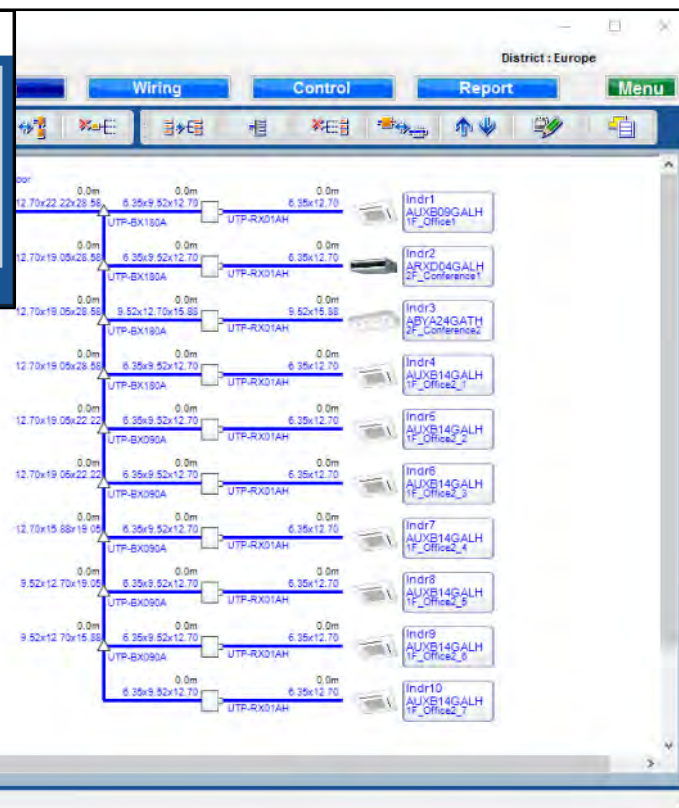 District : Europe
Wiring Control Report Menu
oor
0.0m 0.0m 0.0m
12.70x22.22x28.58 6.35x9.52x12.70 6.35x12.70
UTP-BX180A UTP-RX01AH
Indr1
AUXB09GALH
1F_Office1
0.0m 0.0m 0.0m
12.70x19.05x28.58 6.35x9.52x12.70 6.35x12.70
UTP-BX180A UTP-RX01AH
Indr2
ARXD04GALH
2F_Conference1
0.0m 0.0m 0.0m
12.70x19.05x28.58 9.52x12.70x15.88 9.52x15.88
UTP-BX180A UTP-RX01AH
Indr3
ABYA24GATH
2F_Conference2
0.0m 0.0m 0.0m
12.70x19.05x28.58 6.35x9.52x12.70 6.35x12.70
UTP-BX180A UTP-RX01AH
Indr4
AUXB14GALH
1F_Office2_1
0.0m 0.0m 0.0m
12.70x19.05x22.22 6.35x9.52x12.70 6.35x12.70
UTP-BX090A UTP-RX01AH
Indr5
AUXB14GALH
1F_Office2_2
0.0m 0.0m 0.0m
12.70x19.05x22.22 6.35x9.52x12.70 6.35x12.70
UTP-BX090A UTP-RX01AH
Indr6
AUXB14GALH
1F_Office2_3
0.0m 0.0m 0.0m
12.70x15.88x19.05 6.35x9.52x12.70 6.35x12.70
UTP-BX090A UTP-RX01AH
Indr7
AUXB14GALH
1F_Office2_4
0.0m 0.0m 0.0m
9.52x12.70x19.05 6.35x9.52x12.70 6.35x12.70
UTP-BX090A UTP-RX01AH
Indr8
AUXB14GALH
1F_Office2_5
0.0m 0.0m 0.0m
9.52x12.70x15.88 6.35x9.52x12.70 6.35x12.70
UTP-BX090A UTP-RX01AH
Indr9
AUXB14GALH
1F_Office2_6
0.0m 0.0m
6.35x9.52x12.70 6.35x12.70
UTP-RX01AH
Indr10
AUXB14GALH
1F_Office2_7